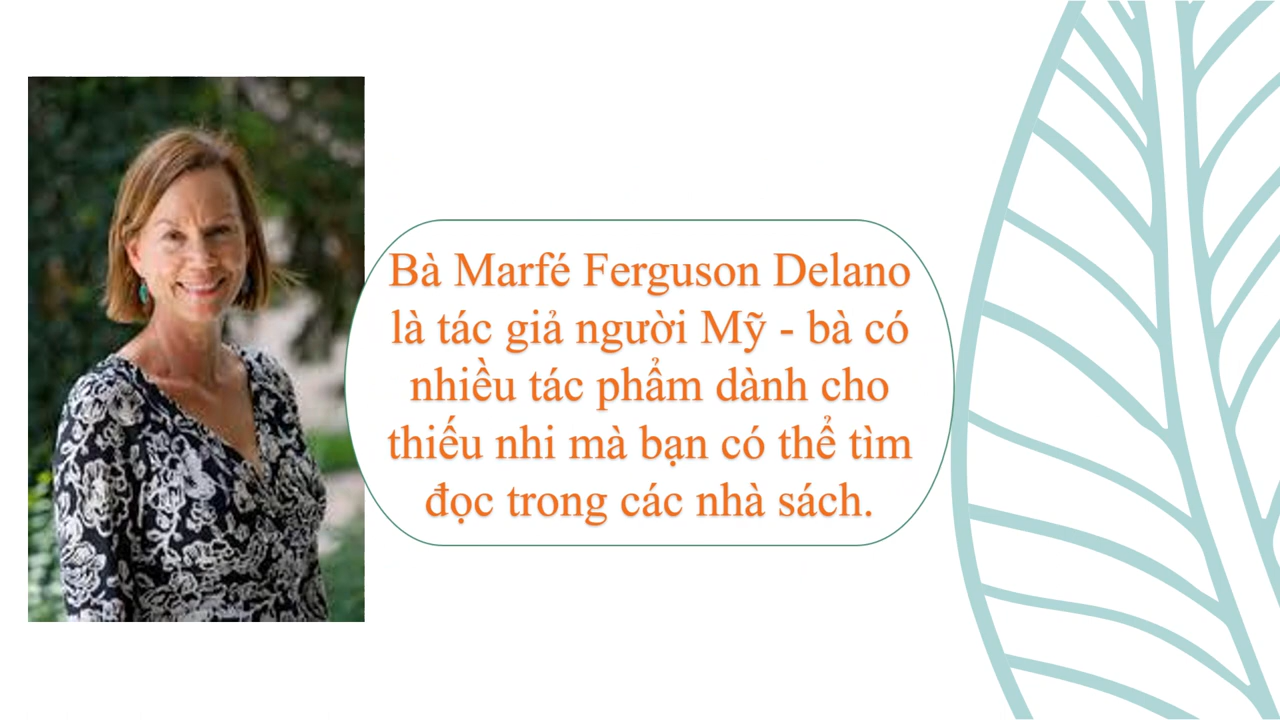 Bà Marfé Ferguson Delano
là tác giả người Mỹ - bà có
nhiều tác phẩm dành cho
thiếu nhi mà bạn có thể tìm
đọc trong các nhà sách.